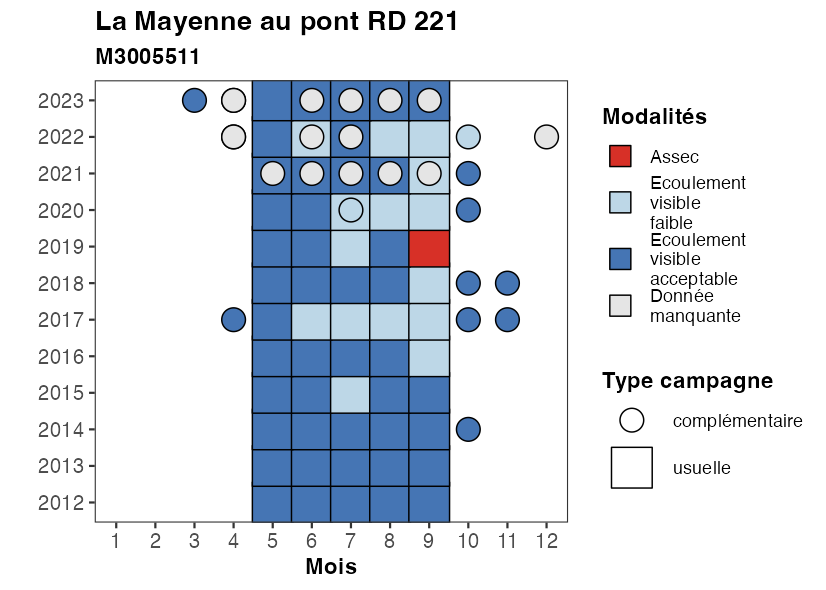 La Mayenne au pont RD 221
M3005511
2023
2022
2021
2020
2019
2018
2017
2016
2015
2014
2013
2012
1 2 3 4 5 6 7 8 9 10 11 12
Mois
Modalités
Assec
Ecoulement
visible
faible
Ecoulement
visible
acceptable
Donnée
manquante
Type campagne
complémentaire
usuelle